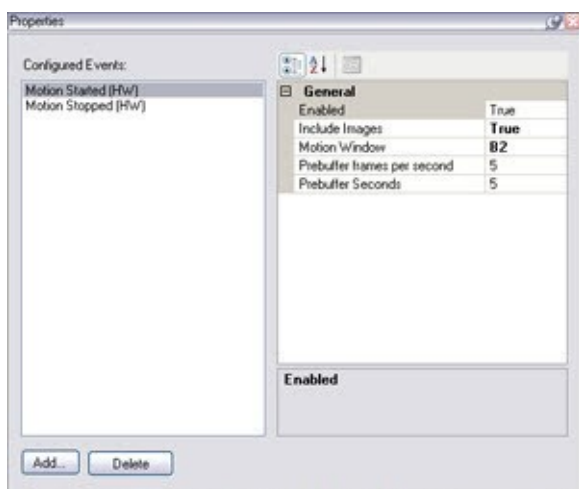 Properties
Configured Events:
Motion Started (HW)
Motion Stopped (HW)
General
Enabled True
Include Images True
Motion Window B2
Prebuffer frames per second 5
Prebuffer Seconds 5
Enabled
Add... Delete